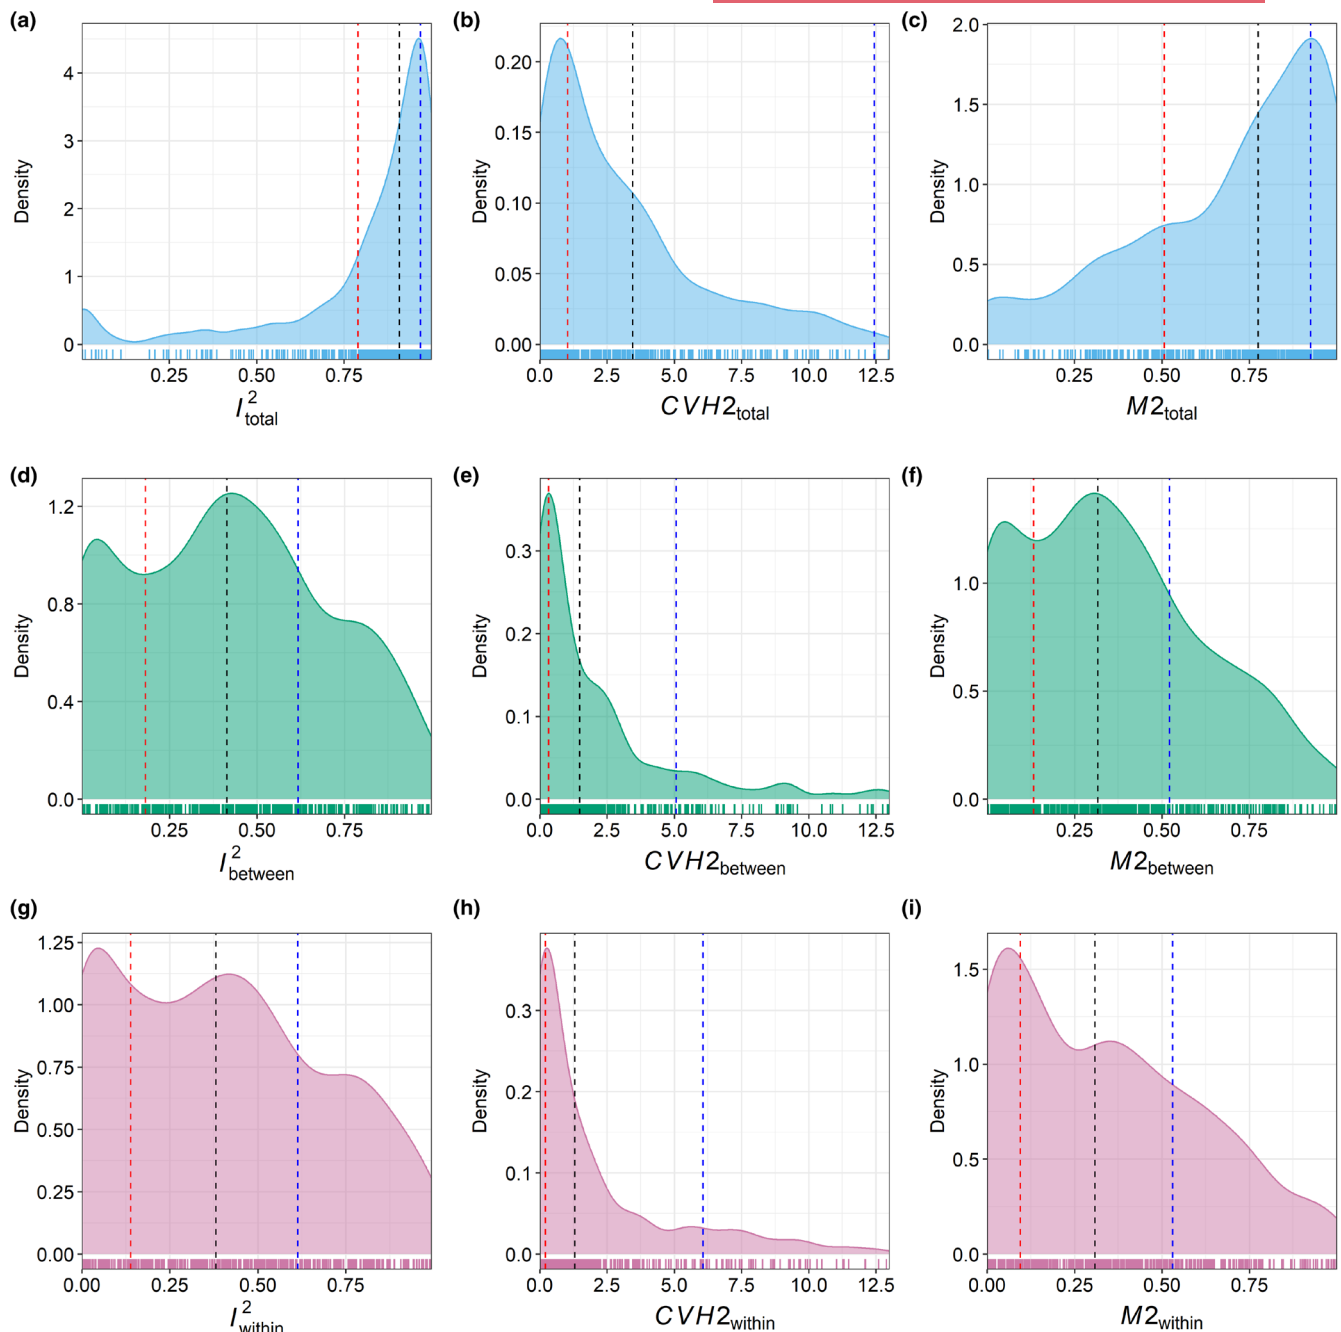 (a)
Density
4
3
2
1
0
0.25 0.50 0.75
I²total
(b)
Density
0.20
0.15
0.10
0.05
0.00
0.0 2.5 5.0 7.5 10.0 12.5
CVH2total
(c)
Density
2.0
1.5
1.0
0.5
0.0
0.25 0.50 0.75
M2total
(d)
Density
1.2
0.8
0.4
0.0
0.25 0.50 0.75
I²between
(e)
Density
0.3
0.2
0.1
0.0
0.0 2.5 5.0 7.5 10.0 12.5
CVH2between
(f)
Density
1.0
0.5
0.0
0.25 0.50 0.75
M2between
(g)
Density
1.25
1.00
0.75
0.50
0.25
0.00
0.00 0.25 0.50 0.75
I²within
(h)
Density
0.3
0.2
0.1
0.0
0.0 2.5 5.0 7.5 10.0 12.5
CVH2within
(i)
Density
1.5
1.0
0.5
0.0
0.00 0.25 0.50 0.75
M2within